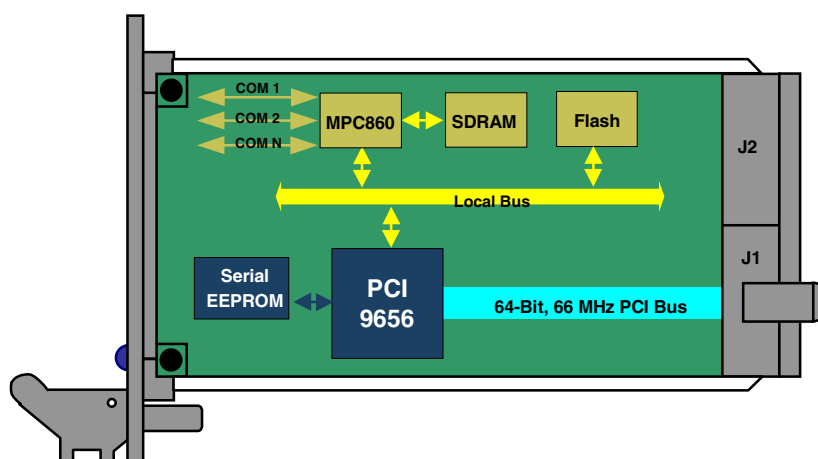 COM 1
COM 2
COM N
MPC860
SDRAM
Flash
J2
Local Bus
J1
Serial
EEPROM
PCI
9656
64-Bit, 66 MHz PCI Bus